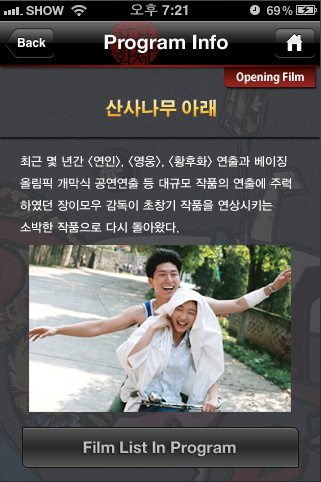 SHOW 오후 7:21 69%
Back Program Info
Opening Film
산사나무 아래
최근 몇 년간 〈연인〉, 〈영웅〉, 〈황후화〉 연출과 베이징
올림픽 개막식 공연연출 등 대규모 작품의 연출에 주력
하였던 장이모우 감독이 초창기 작품을 연상시키는
소박한 작품으로 다시 돌아왔다.
Film List In Program